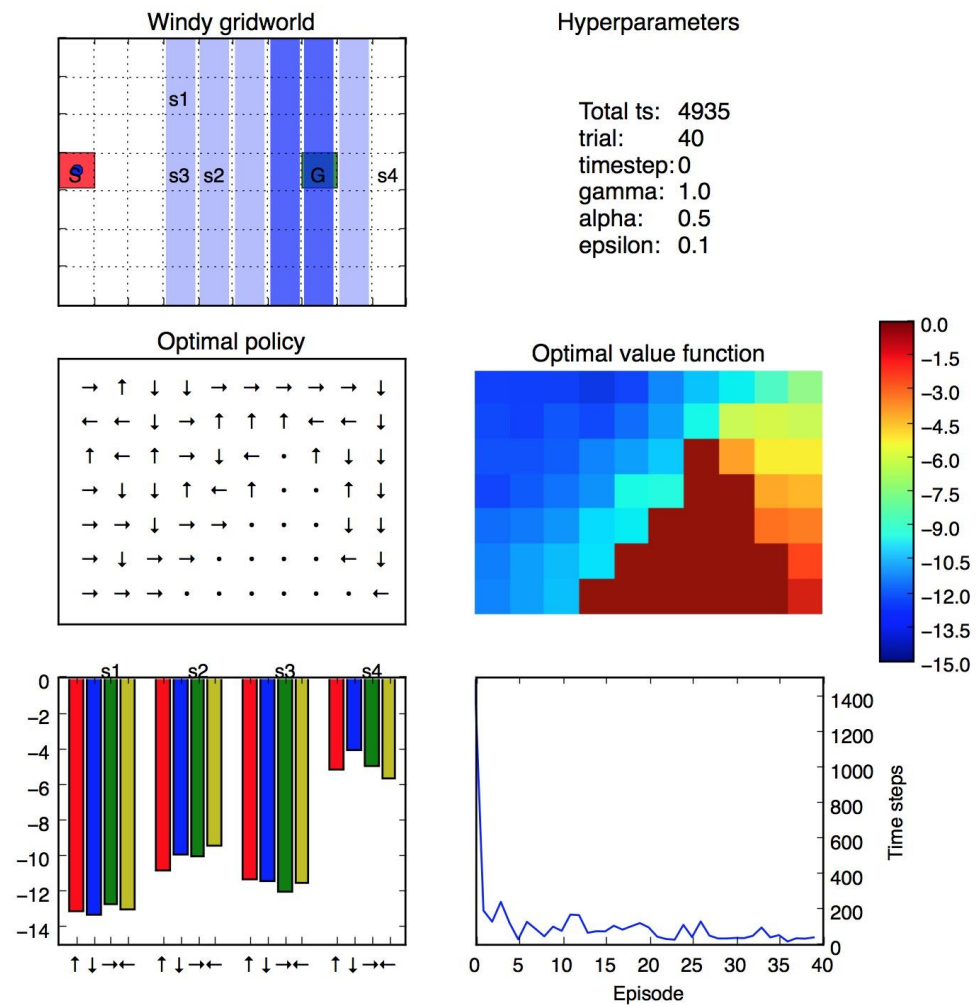 Windy gridworld
s1
S
s3 s2
G
s4
Hyperparameters
Total ts: 4935
trial: 40
timestep: 0
gamma: 1.0
alpha: 0.5
epsilon: 0.1
Optimal policy
→ ↑ ↓ ↓ → → → → → ↓
← ← ↓ → ↑ ↑ ↑ ← ← ↓
↑ ← ↑ → ↓ ← · ↑ ↓ ↓
→ ↓ ↓ ↑ ← ↑ · · ↑ ↓
→ → ↓ → → · · · ↓ ↓
→ ↓ → → · · · · ← ↓
→ → → · · · · · · ←
Optimal value function
0.0
−1.5
−3.0
−4.5
−6.0
−7.5
−9.0
−10.5
−12.0
−13.5
−15.0
s1 s2 s3 s4
0
−2
−4
−6
−8
−10
−12
−14
↑ ↓ → ← ↑ ↓ → ← ↑ ↓ → ← ↑ ↓ → ←
1400
1200
1000
800
600
400
200
0
Time steps
0 5 10 15 20 25 30 35 40
Episode